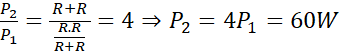 P₂/P₁ = (R+R)/((R.R)/(R+R)) = 4 ⇒ P₂ = 4P₁ = 60W